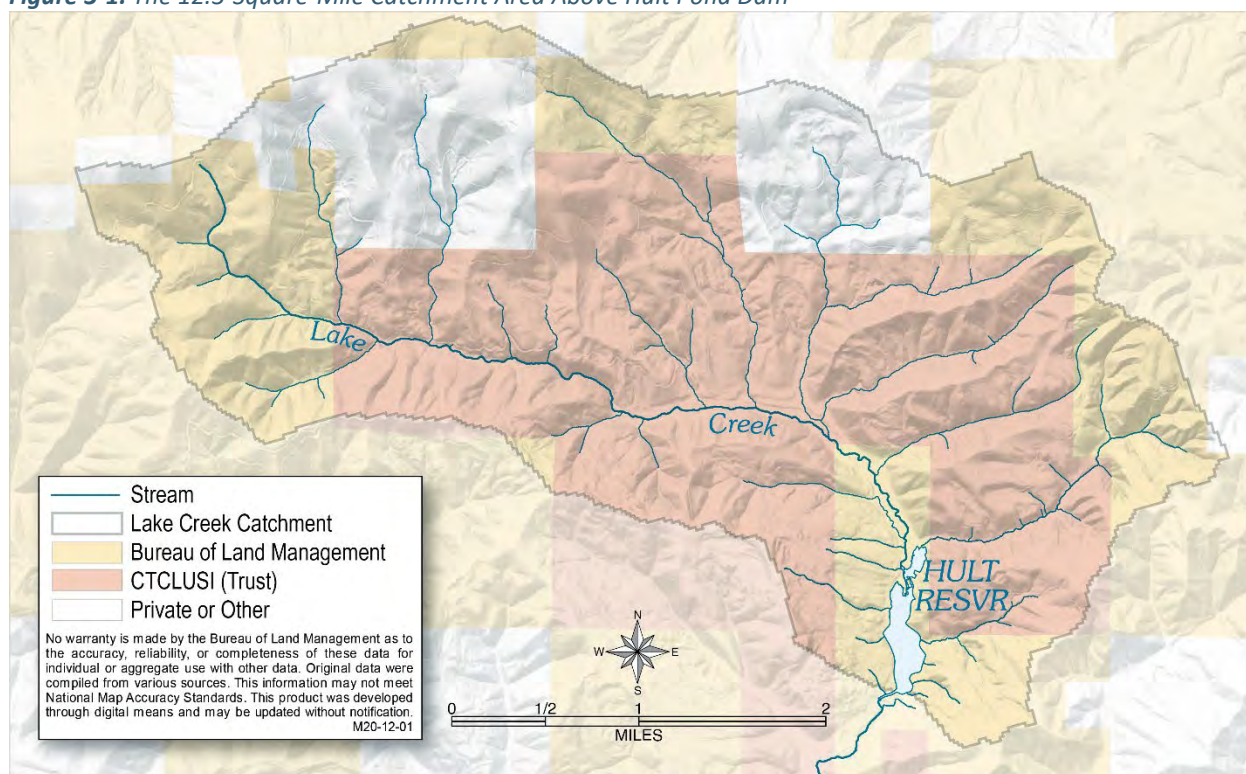 Figure 3-1. The 12.5-Square-Mile Catchment Area Above Hult Pond Dam
Lake
Creek
HULT
RESVR
Stream
Lake Creek Catchment
Bureau of Land Management
CTCLUSI (Trust)
Private or Other
No warranty is made by the Bureau of Land Management as to
the accuracy, reliability, or completeness of these data for
individual or aggregate use with other data. Original data were
compiled from various sources. This information may not meet
National Map Accuracy Standards. This product was developed
through digital means and may be updated without notification.
M20-12-01
N
W E
S
0 1/2 1 2
MILES